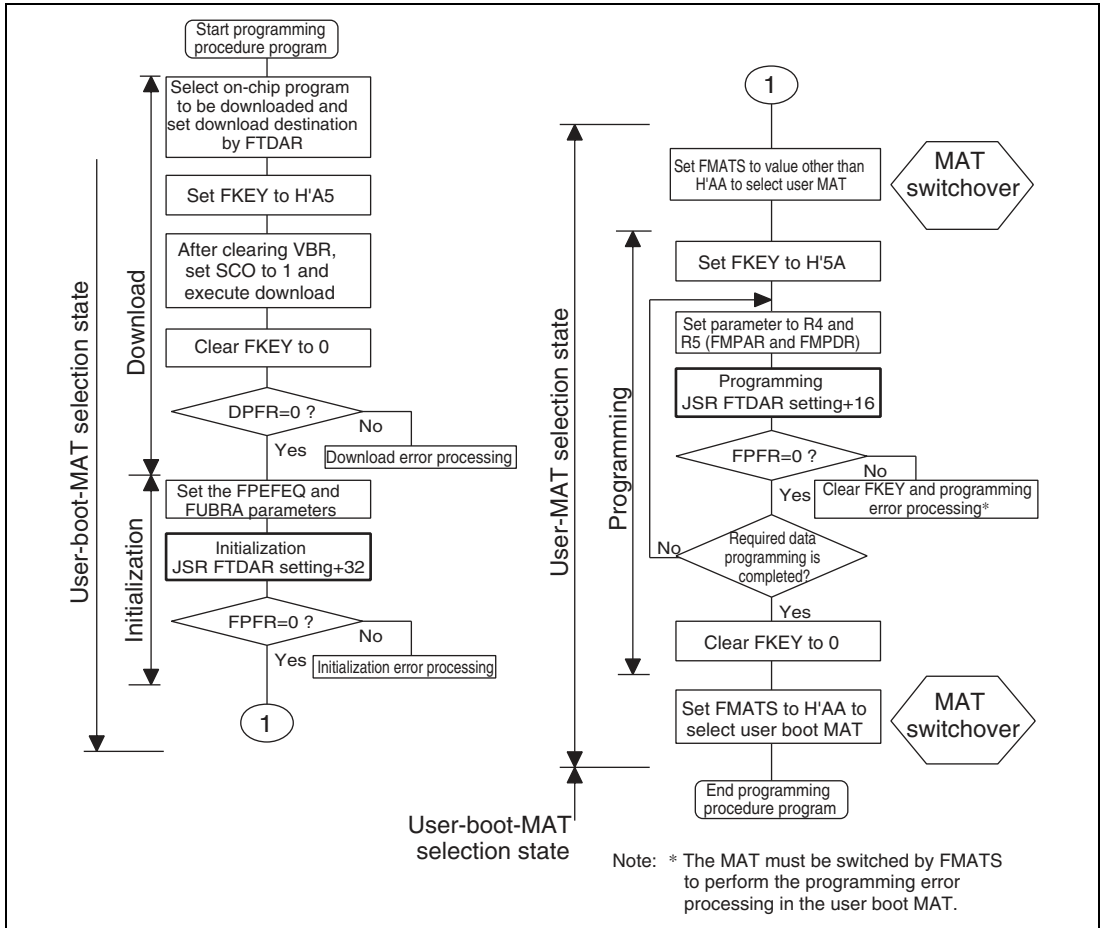 Start programming
procedure program
Select on-chip program
to be downloaded and
set download destination
by FTDAR
Set FKEY to H'A5
After clearing VBR,
set SCO to 1 and
execute download
Clear FKEY to 0
DPFR=0 ?
No
Yes
Download error processing
Set the FPEFEQ and
FUBRA parameters
Initialization
JSR FTDAR setting+32
FPFR=0 ?
No
Yes
Initialization error processing
1
Download
Initialization
User-boot-MAT selection state
1
Set FMATS to value other than
H'AA to select user MAT
MAT
switchover
Set FKEY to H'5A
Set parameter to R4 and
R5 (FMPAR and FMPDR)
Programming
JSR FTDAR setting+16
FPFR=0 ?
No
Yes
Clear FKEY and programming
error processing*
Required data
programming is
completed?
No
Yes
Clear FKEY to 0
Set FMATS to H'AA to
select user boot MAT
MAT
switchover
End programming
procedure program
Programming
User-MAT selection state
User-boot-MAT
selection state
Note: * The MAT must be switched by FMATS
to perform the programming error
processing in the user boot MAT.